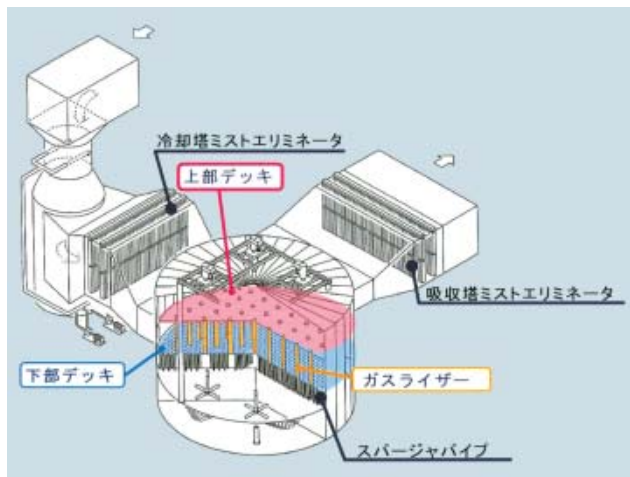 冷却塔ミストエリミネータ
上部デッキ
吸収塔ミストエリミネータ
下部デッキ
ガスライザー
スパージャパイプ